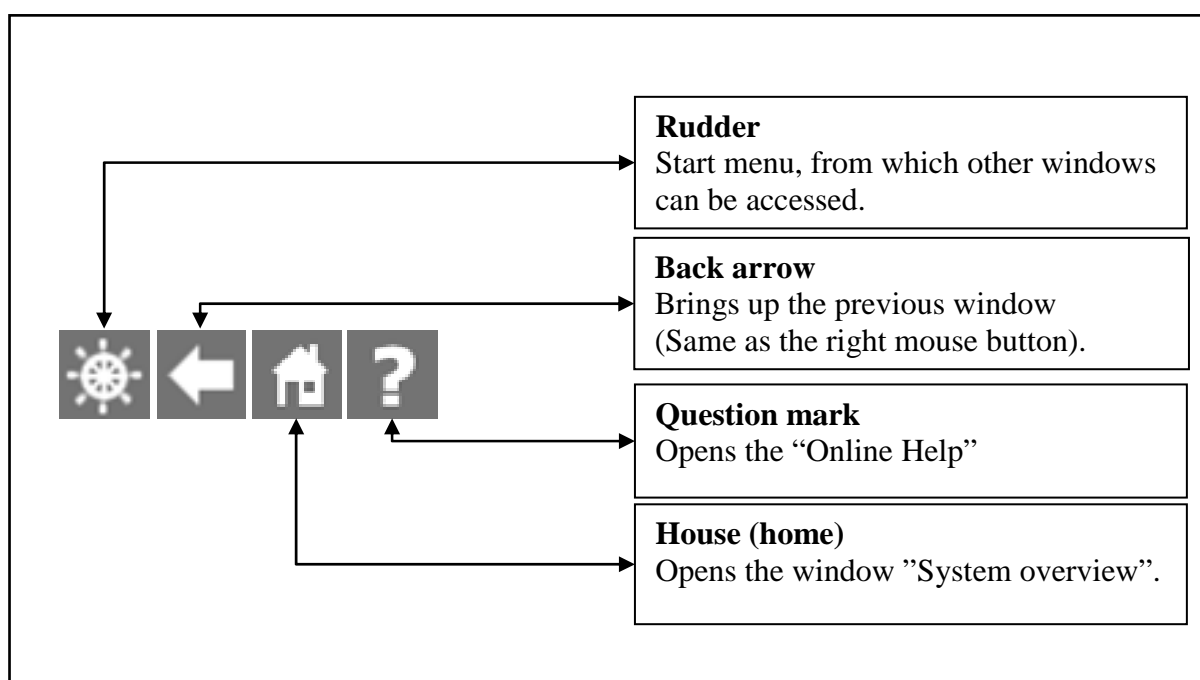 Rudder
Start menu, from which other windows
can be accessed.
Back arrow
Brings up the previous window
(Same as the right mouse button).
?
Question mark
Opens the “Online Help”
House (home)
Opens the window ”System overview”.